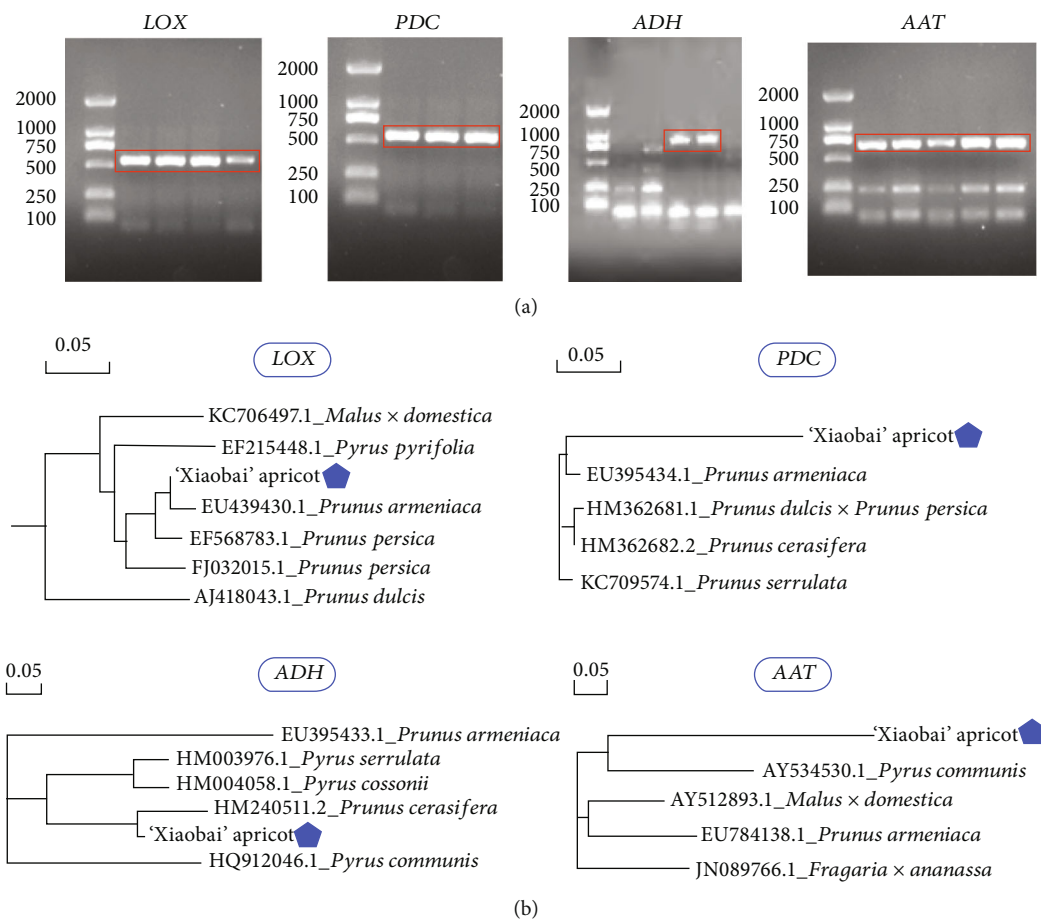 LOX
PDC
ADH
AAT
2000
1000
750
500
250
100
2000
1000
750
500
250
100
2000
1000
750
500
250
100
2000
1000
750
500
250
100
(a)
0.05
LOX
KC706497.1_Malus × domestica
EF215448.1_Pyrus pyrifolia
‘Xiaobai’ apricot
EU439430.1_Prunus armeniaca
EF568783.1_Prunus persica
FJ032015.1_Prunus persica
AJ418043.1_Prunus dulcis
0.05
PDC
‘Xiaobai’ apricot
EU395434.1_Prunus armeniaca
HM362681.1_Prunus dulcis × Prunus persica
HM362682.2_Prunus cerasifera
KC709574.1_Prunus serrulata
0.05
ADH
EU395433.1_Prunus armeniaca
HM003976.1_Pyrus serrulata
HM004058.1_Pyrus cossonii
HM240511.2_Prunus cerasifera
‘Xiaobai’ apricot
HQ912046.1_Pyrus communis
0.05
AAT
‘Xiaobai’ apricot
AY534530.1_Pyrus communis
AY512893.1_Malus × domestica
EU784138.1_Prunus armeniaca
JN089766.1_Fragaria × ananassa
(b)